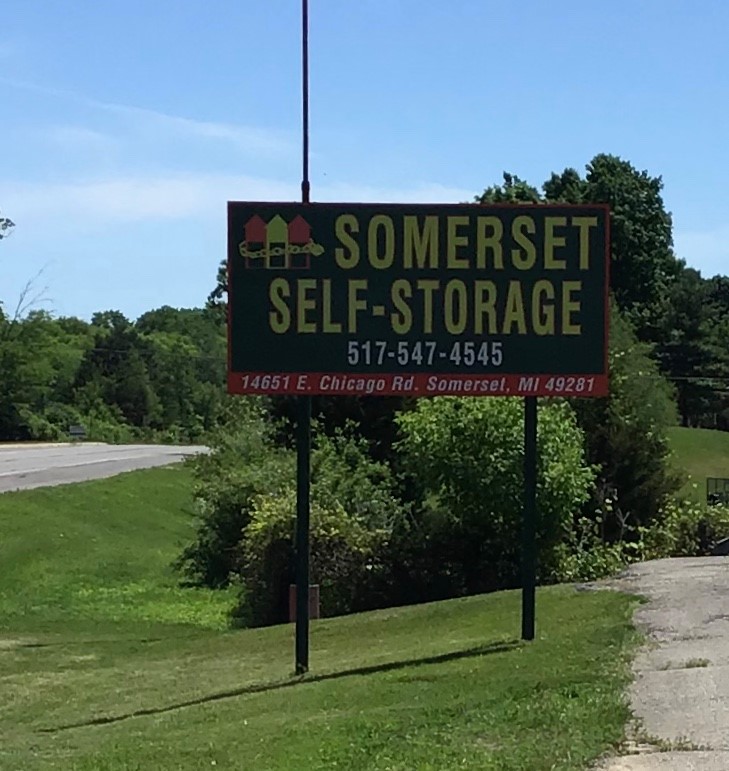 SOMERSET
SELF-STORAGE
517-547-4545
14651 E. Chicago Rd. Somerset, MI 49281